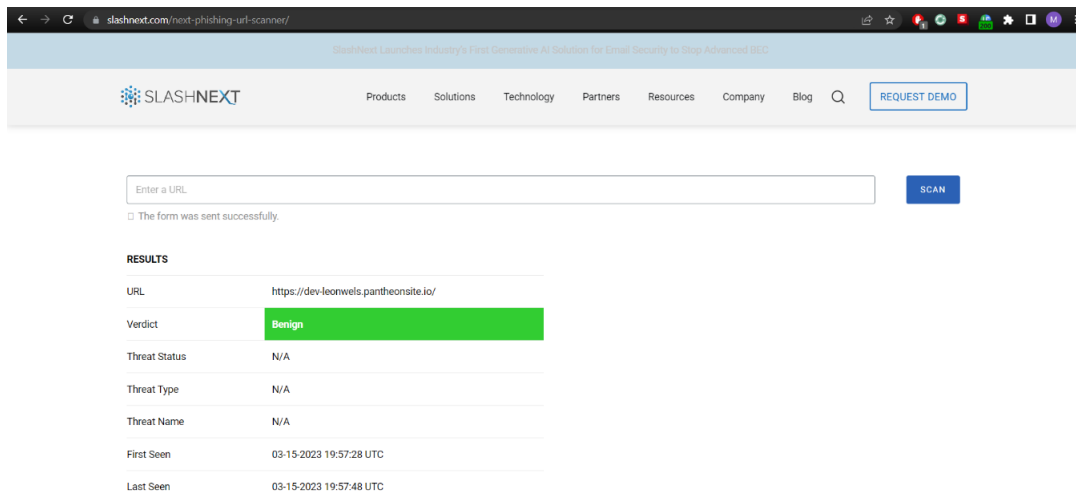 slashnext.com/next-phishing-url-scanner/
SlashNext Launches Industry's First Generative AI Solution for Email Security to Stop Advanced BEC
SLASHNEXT Products Solutions Technology Partners Resources Company Blog REQUEST DEMO
Enter a URL SCAN
The form was sent successfully.
RESULTS
URL https://dev-leonwels.pantheonsite.io/
Verdict Benign
Threat Status N/A
Threat Type N/A
Threat Name N/A
First Seen 03-15-2023 19:57:28 UTC
Last Seen 03-15-2023 19:57:48 UTC